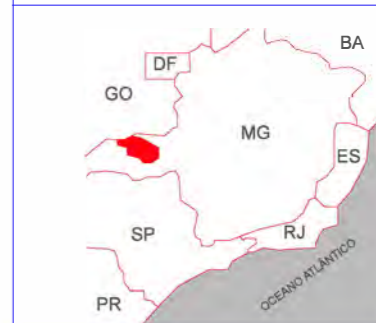 BA
DF
GO
MG
ES
SP
RJ
OCEANO ATLÂNTICO
PR